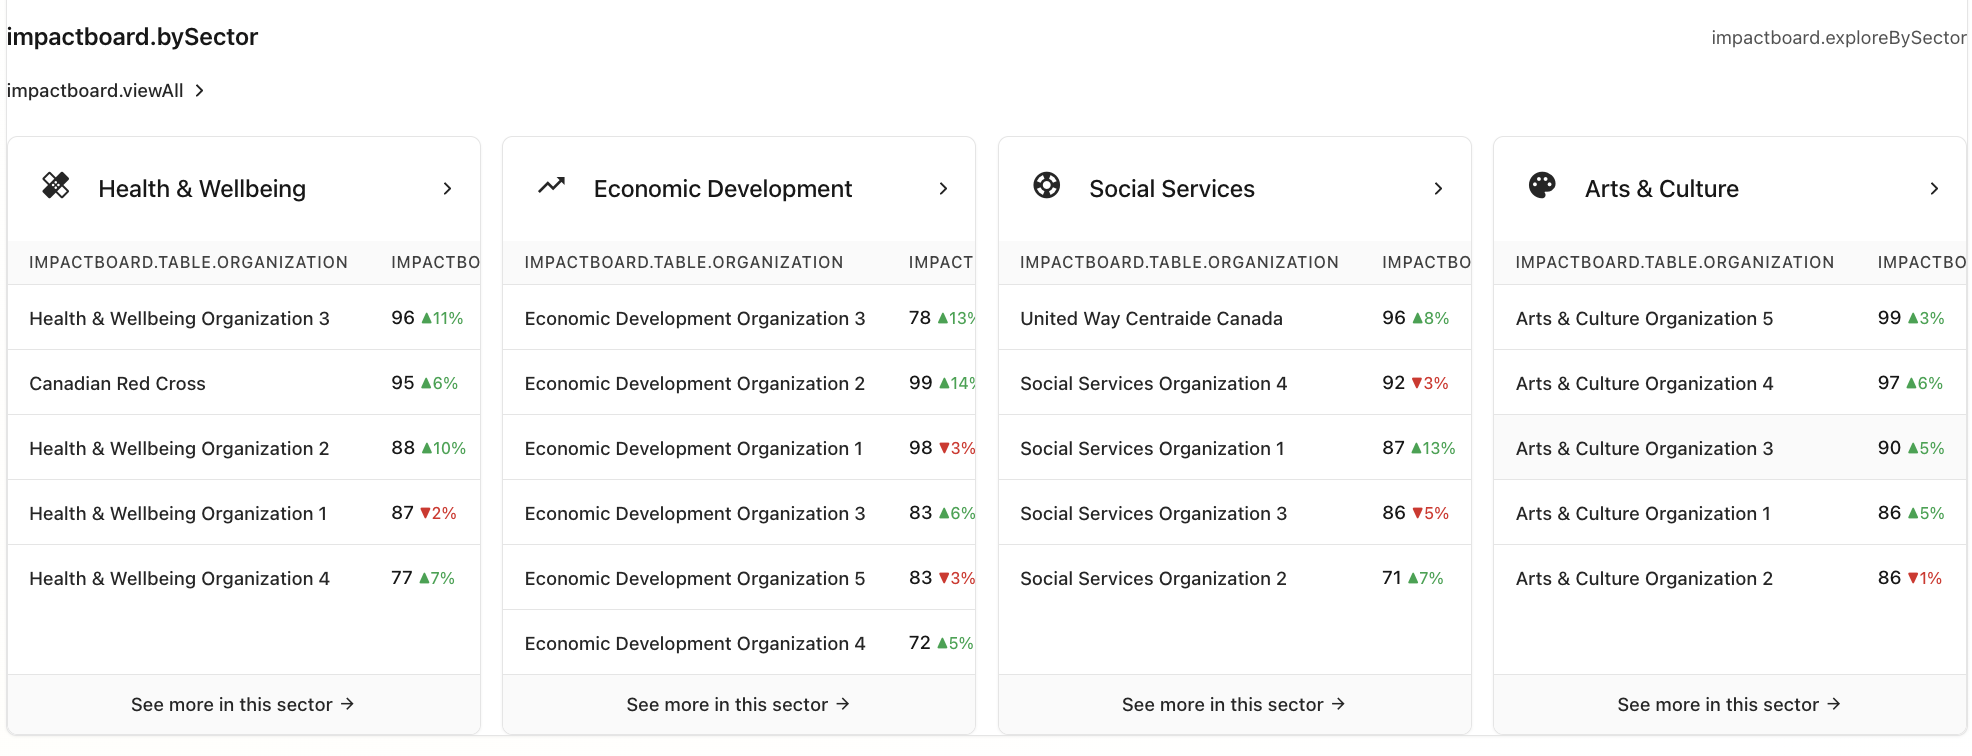 impactboard.bySector
impactboard.exploreBySector
impactboard.viewAll
Health & Wellbeing
IMPACTBOARD.TABLE.ORGANIZATION IMPACTBO
Health & Wellbeing Organization 3 96 ▲11%
Canadian Red Cross 95 ▲6%
Health & Wellbeing Organization 2 88 ▲10%
Health & Wellbeing Organization 1 87 ▼2%
Health & Wellbeing Organization 4 77 ▲7%
See more in this sector →
Economic Development
IMPACTBOARD.TABLE.ORGANIZATION IMPACT
Economic Development Organization 3 78 ▲13%
Economic Development Organization 2 99 ▲14%
Economic Development Organization 1 98 ▼3%
Economic Development Organization 3 83 ▲6%
Economic Development Organization 5 83 ▼3%
Economic Development Organization 4 72 ▲5%
See more in this sector →
Social Services
IMPACTBOARD.TABLE.ORGANIZATION IMPACTBO
United Way Centraide Canada 96 ▲8%
Social Services Organization 4 92 ▼3%
Social Services Organization 1 87 ▲13%
Social Services Organization 3 86 ▼5%
Social Services Organization 2 71 ▲7%
See more in this sector →
Arts & Culture
IMPACTBOARD.TABLE.ORGANIZATION IMPACTBO
Arts & Culture Organization 5 99 ▲3%
Arts & Culture Organization 4 97 ▲6%
Arts & Culture Organization 3 90 ▲5%
Arts & Culture Organization 1 86 ▲5%
Arts & Culture Organization 2 86 ▼1%
See more in this sector →